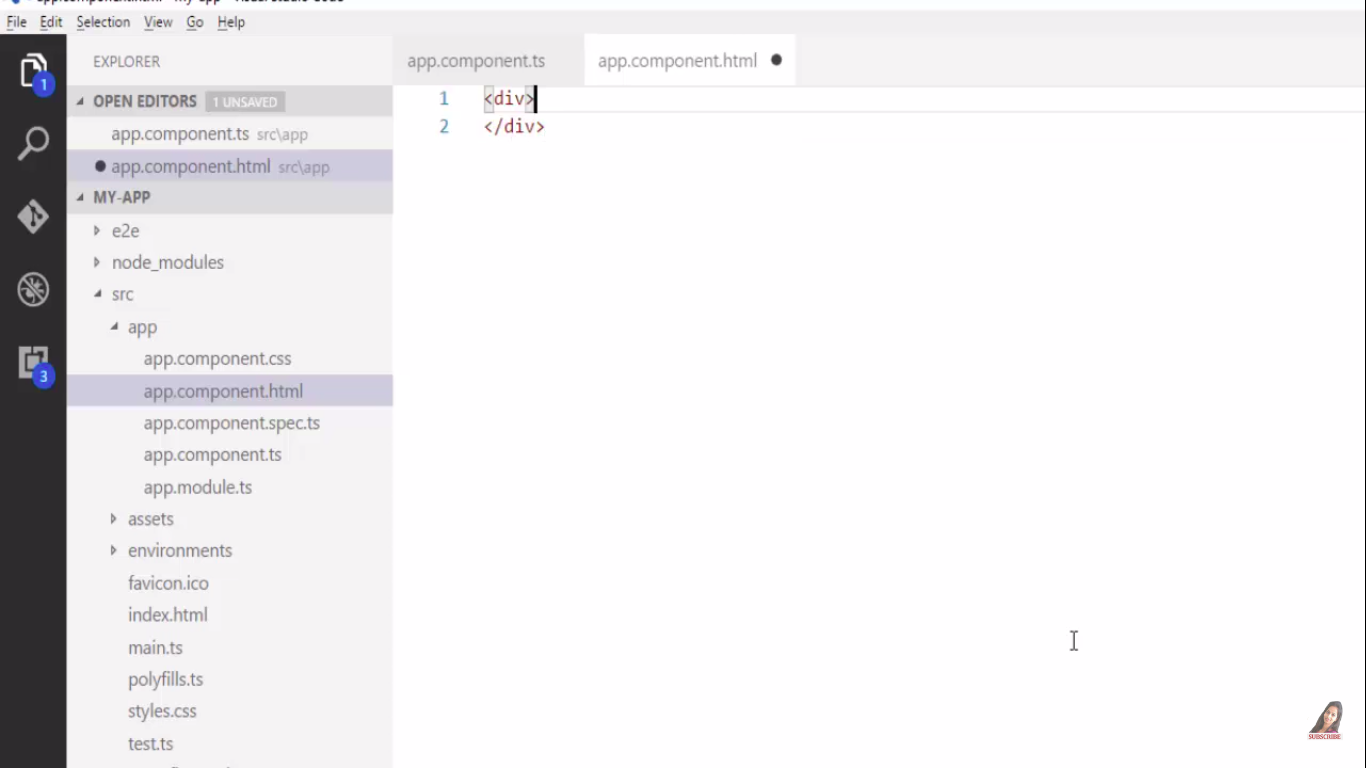 File Edit Selection View Go Help
1
3
EXPLORER
OPEN EDITORS 1 UNSAVED
app.component.ts src\app
app.component.html src\app
MY-APP
e2e
node_modules
src
app
app.component.css
app.component.html
app.component.spec.ts
app.component.ts
app.module.ts
assets
environments
favicon.ico
index.html
main.ts
polyfills.ts
styles.css
test.ts
app.component.ts app.component.html
1 <div>
2 </div>
SUBSCRIBE